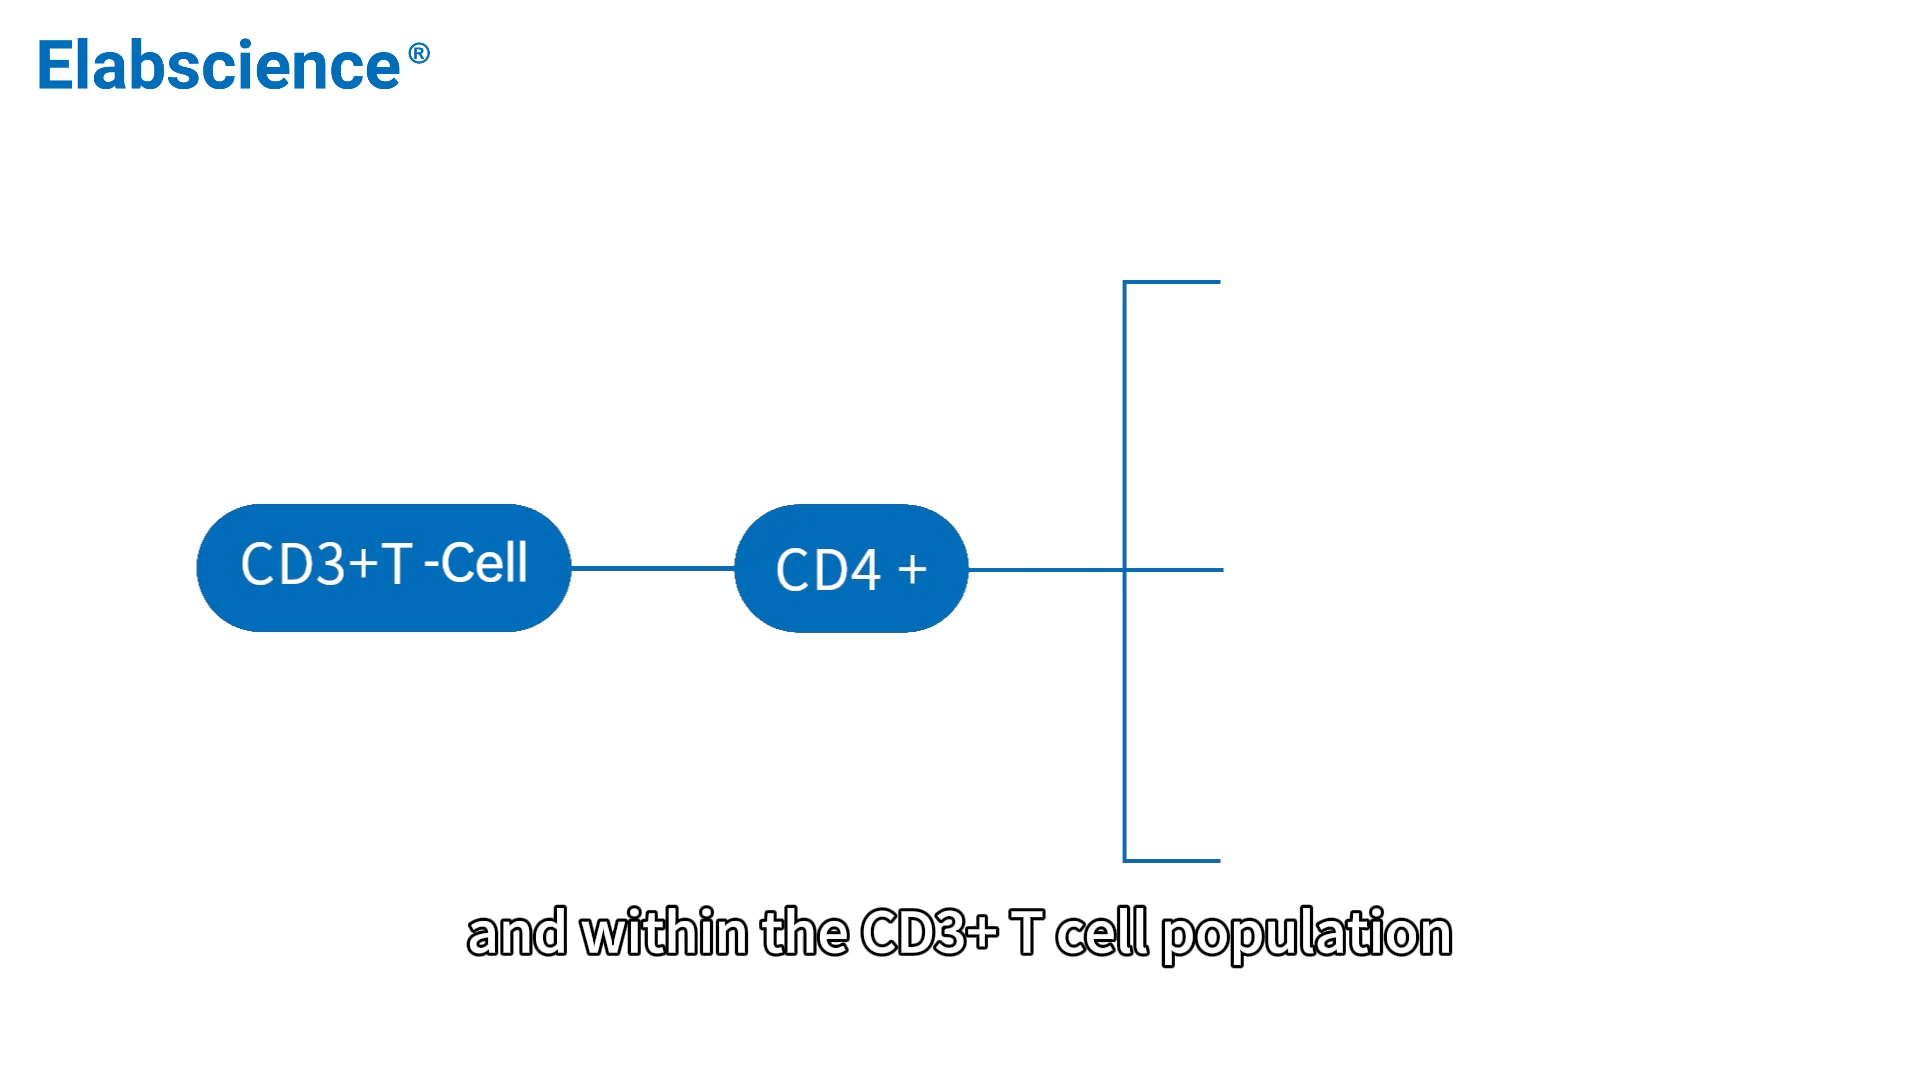 Elabscience®
CD3+T-Cell
CD4 +
and within the CD3+ T cell population